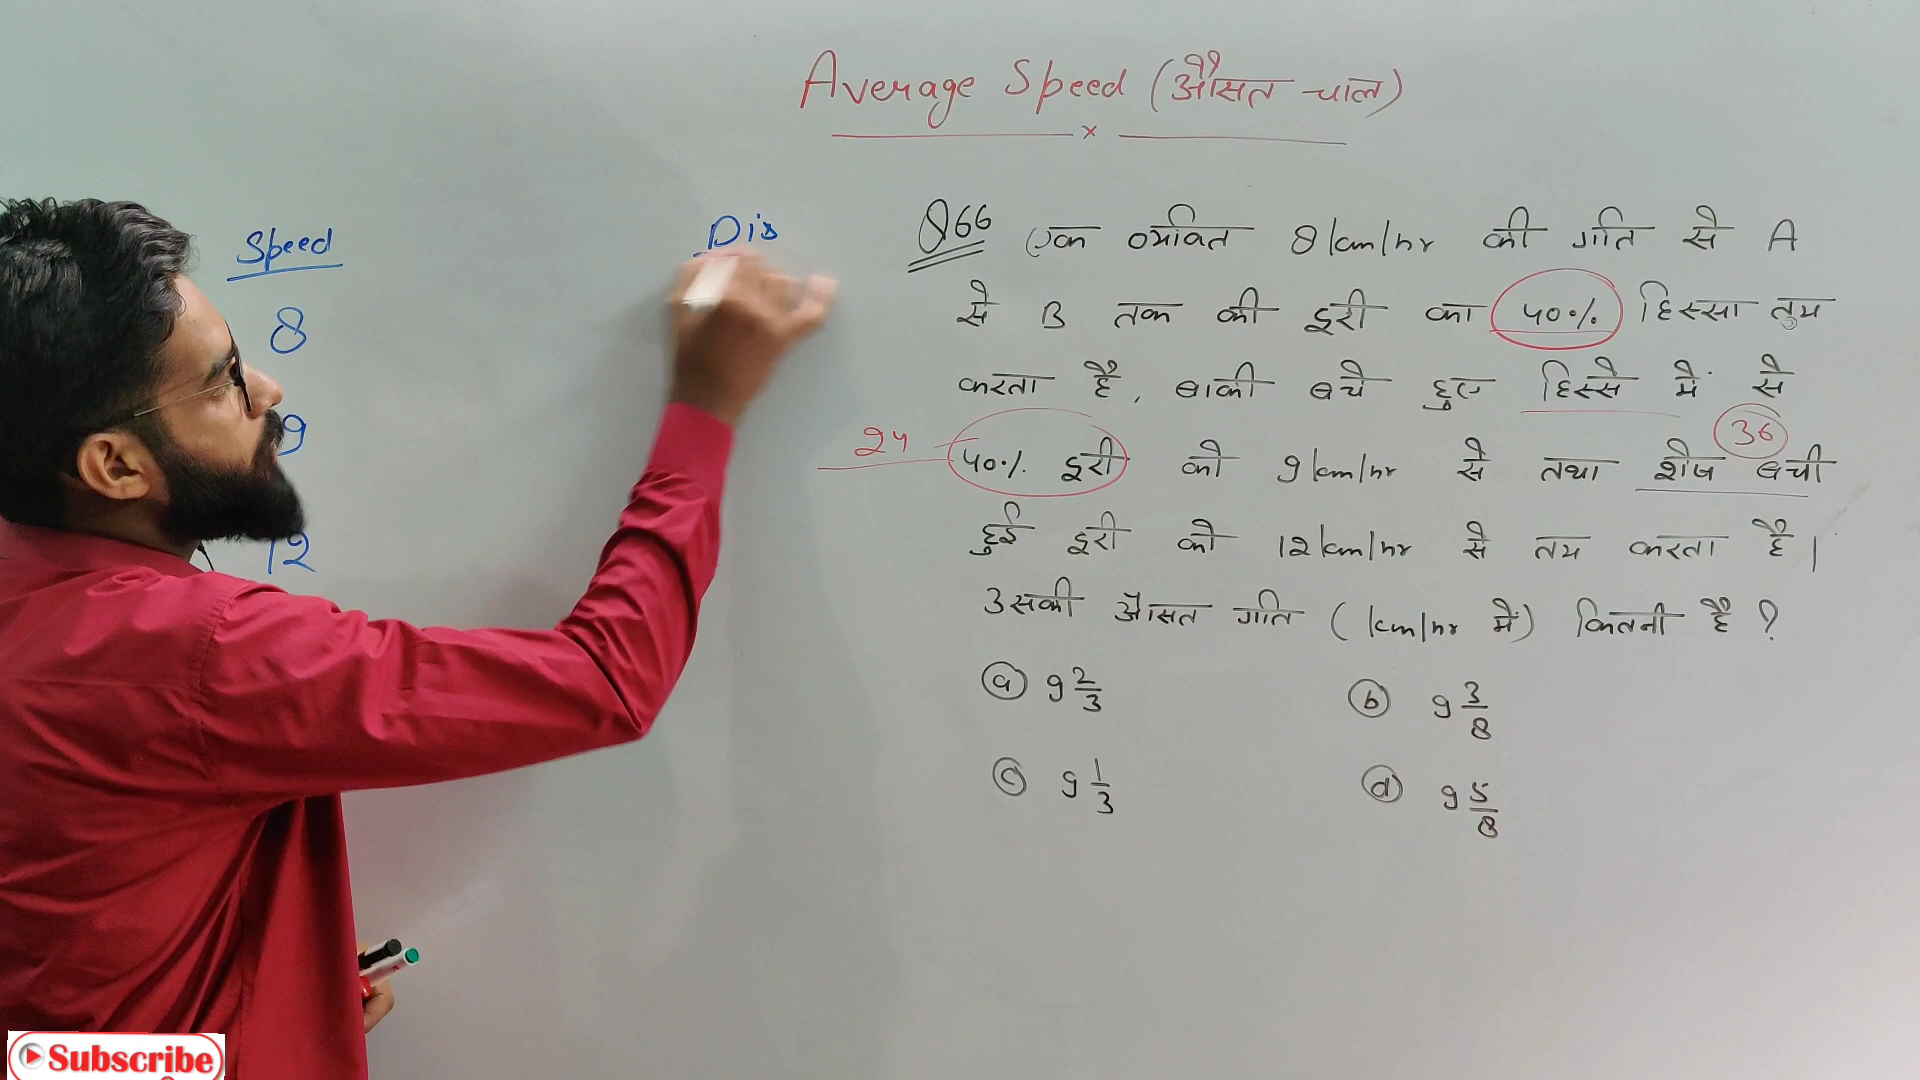 Average Speed (औसत चाल)
x
Speed
Dis
8
9
12
Q66 एक व्यक्ति 8 km/hr की गति से A
से B तक की दूरी का 40% हिस्सा तय
करता है, बाकी बचे हुए हिस्से में से
24
36
40% दूरी को 9 km/hr से तथा शेष बची
हुई दूरी को 12 km/hr से तय करता है।
उसकी औसत गति (km/hr में) कितनी है ?
(a) 9 2/3 (b) 9 3/8
(c) 9 1/3 (d) 9 5/8
Subscribe